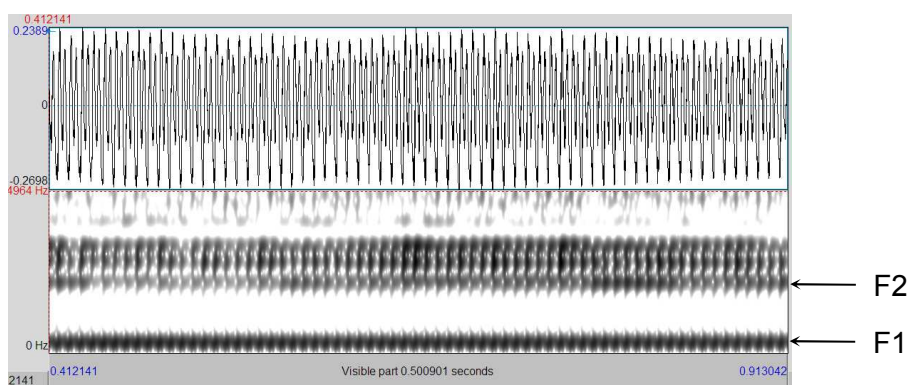 0.412141
0.2389
0
-0.2698
4964 Hz
F2
F1
0 Hz
0.412141
Visible part 0.500901 seconds
0.913042
2141